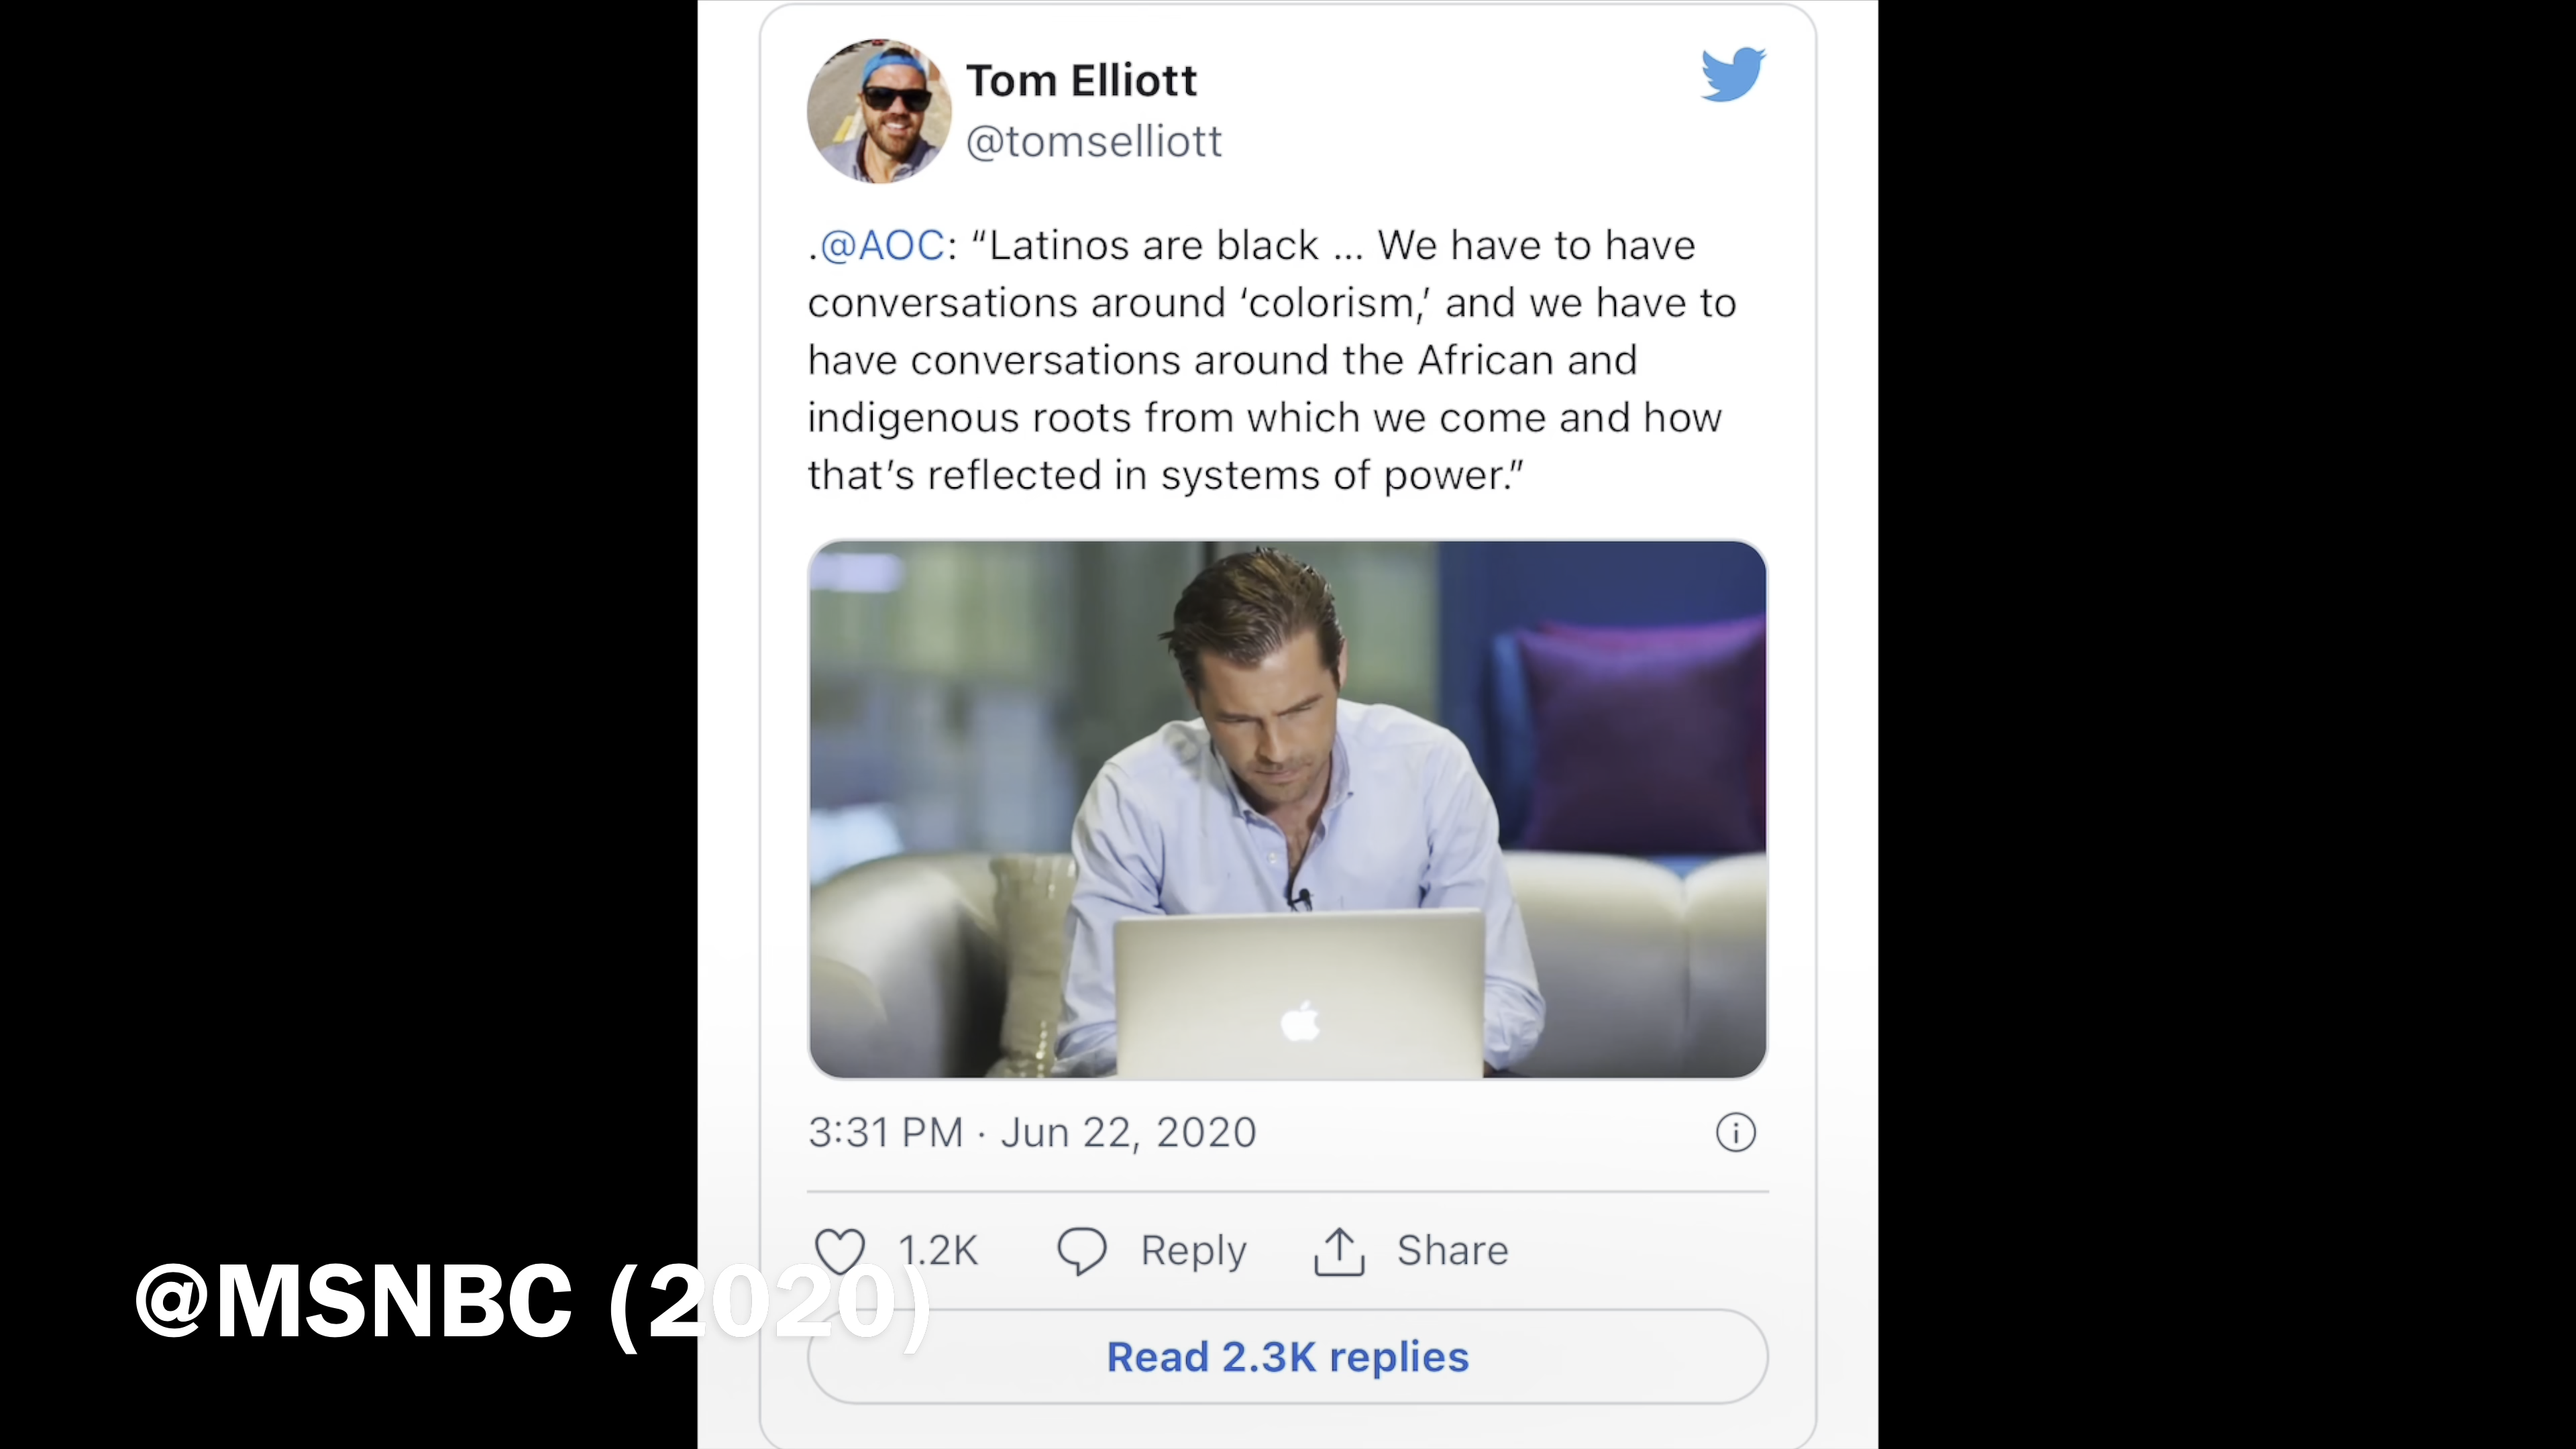 Tom Elliott
@tomselliott
.@AOC: “Latinos are black ... We have to have
conversations around ‘colorism,’ and we have to
have conversations around the African and
indigenous roots from which we come and how
that’s reflected in systems of power.”
3:31 PM · Jun 22, 2020
1.2K Reply Share
@MSNBC (2020)
Read 2.3K replies